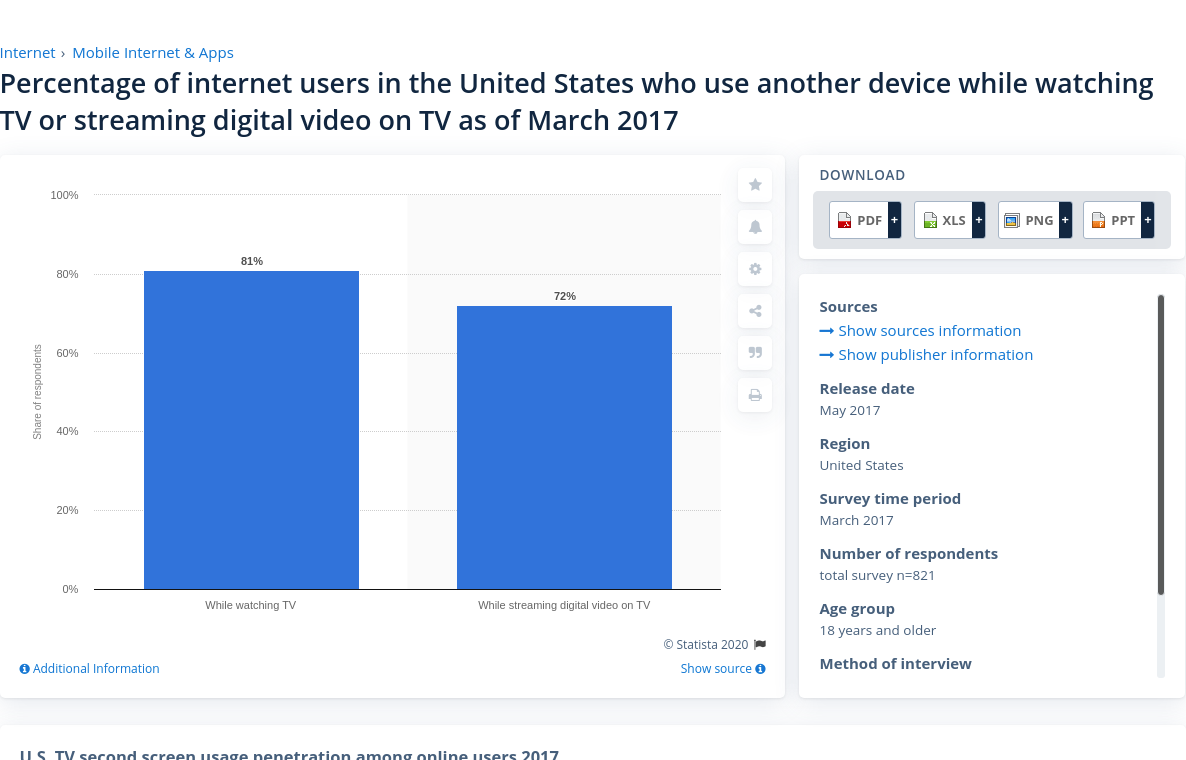 Internet › Mobile Internet & Apps
Percentage of internet users in the United States who use another device while watching
TV or streaming digital video on TV as of March 2017
100%
80%
60%
40%
20%
0%
Share of respondents
81%
72%
While watching TV
While streaming digital video on TV
© Statista 2020
Additional Information
Show source
DOWNLOAD
PDF + XLS + PNG + PPT +
Sources
Show sources information
Show publisher information
Release date
May 2017
Region
United States
Survey time period
March 2017
Number of respondents
total survey n=821
Age group
18 years and older
Method of interview
U.S. TV second screen usage penetration among online users 2017